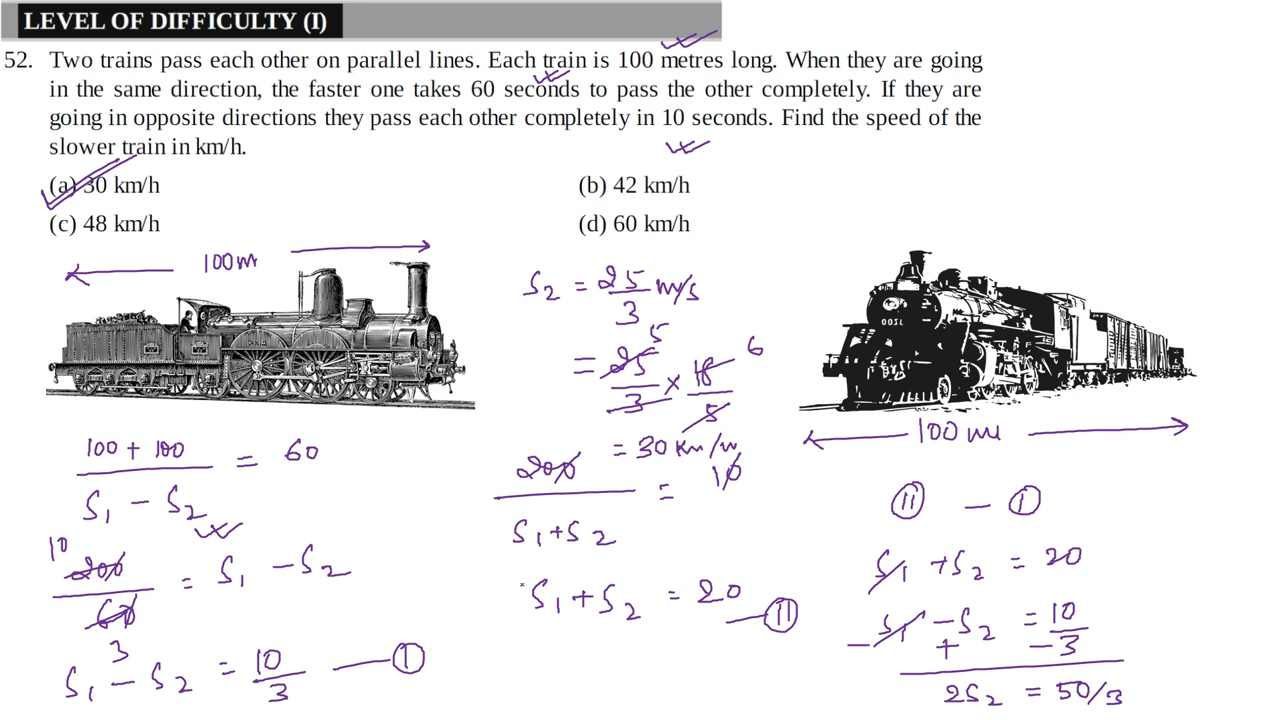 LEVEL OF DIFFICULTY (I)
52. Two trains pass each other on parallel lines. Each train is 100 metres long. When they are going
in the same direction, the faster one takes 60 seconds to pass the other completely. If they are
going in opposite directions they pass each other completely in 10 seconds. Find the speed of the
slower train in km/h.
(a) 30 km/h
(b) 42 km/h
(c) 48 km/h
(d) 60 km/h
100m
S2 = 25/3 m/s
= 25/3 × 18/5
5
6
= 30 Km/
100 m
(100 + 100)/(S1 - S2) = 60
200/(S1+S2) = 10
10
200/60 = S1 - S2
3
S1 - S2 = 10/3 — I
S1 + S2 = 20 — II
II - I
S1 + S2 = 20
- S1 - S2 = 10/3
+ -
2S2 = 50/3